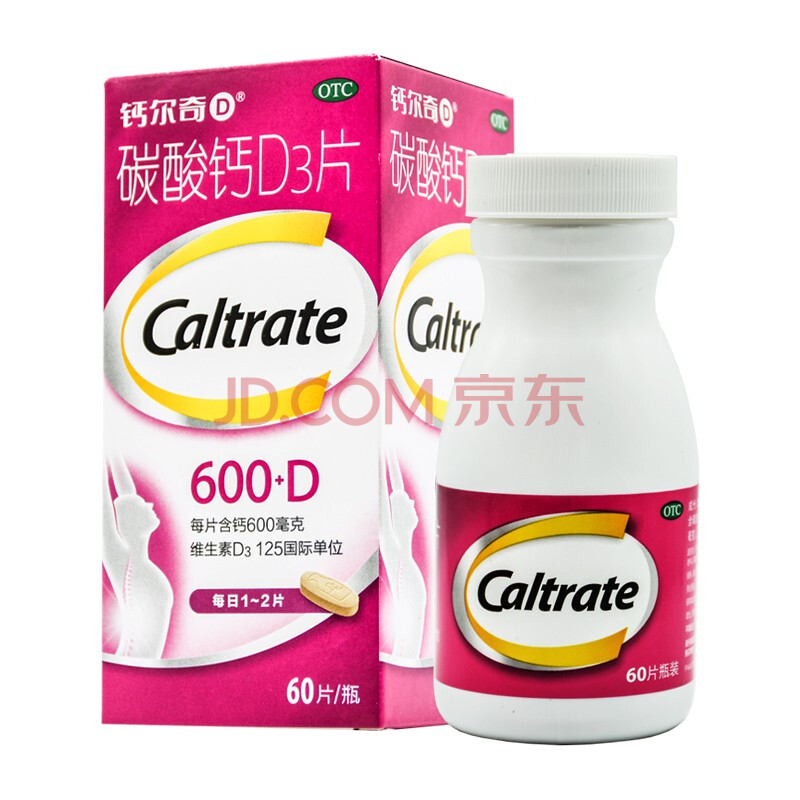 钙尔奇D®
OTC
碳酸钙D3片
Caltrate
600+D
每片含钙600毫克
维生素D3 125国际单位
每日1~2片
60片/瓶
钙尔奇D®
OTC
碳酸钙D
Caltr
OTC
Caltrate
60片瓶装
JD.COM 京东